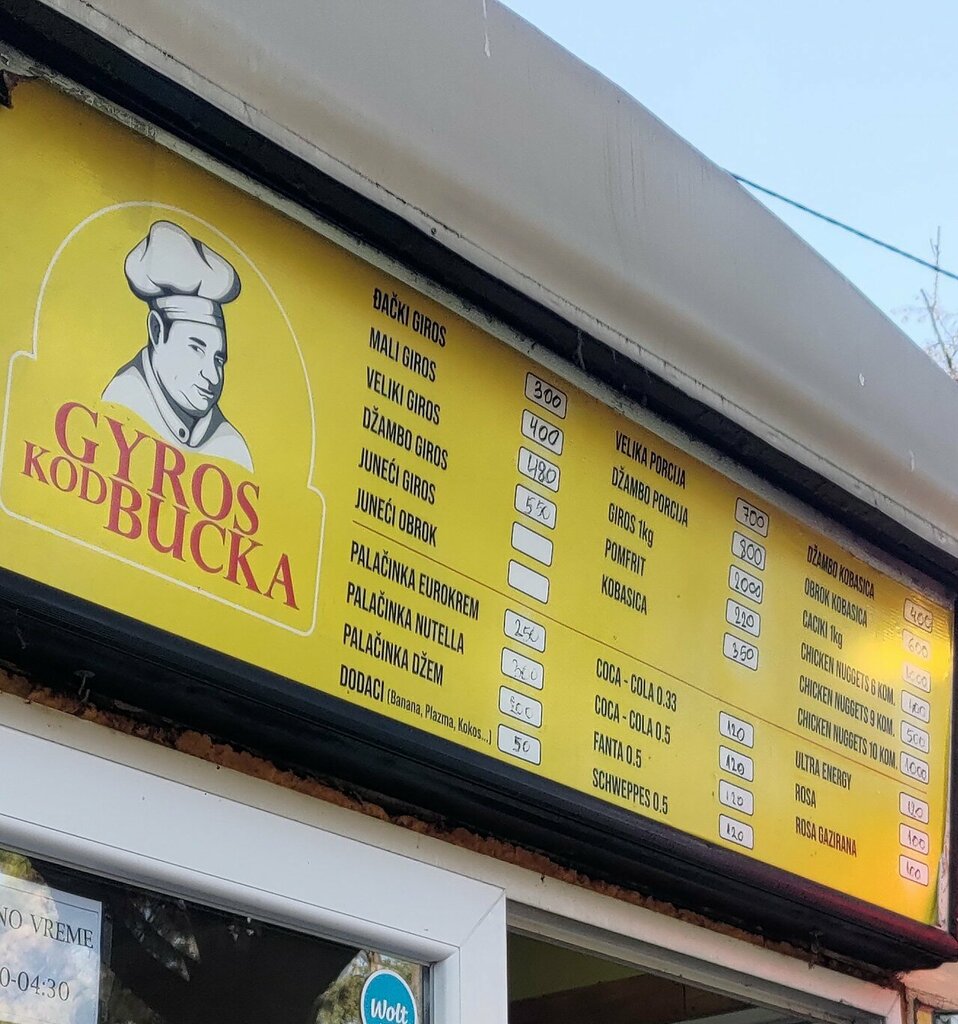 GYROS
KOD BUCKA
ĐAČKI GIROS 300
MALI GIROS 400
VELIKI GIROS 480
DŽAMBO GIROS 550
JUNEĆI GIROS
JUNEĆI OBROK
PALAČINKA EUROKREM 250
PALAČINKA NUTELLA 300
PALAČINKA DŽEM 200
DODACI (Banana, Plazma, Kokos...) 50
VELIKA PORCIJA 700
DŽAMBO PORCIJA 800
GIROS 1kg 2000
POMFRIT 220
KOBASICA 350
COCA - COLA 0.33 120
COCA - COLA 0.5 120
FANTA 0.5 120
SCHWEPPES 0.5 120
DŽAMBO KOBASICA 400
OBROK KOBASICA 600
CACIKI 1kg
CHICKEN NUGGETS 6 KOM. 400
CHICKEN NUGGETS 9 KOM. 500
CHICKEN NUGGETS 10 KOM. 1000
ULTRA ENERGY 120
ROSA 100
ROSA GAZIRANA 100
NO VREME
0-04:30
Wolt